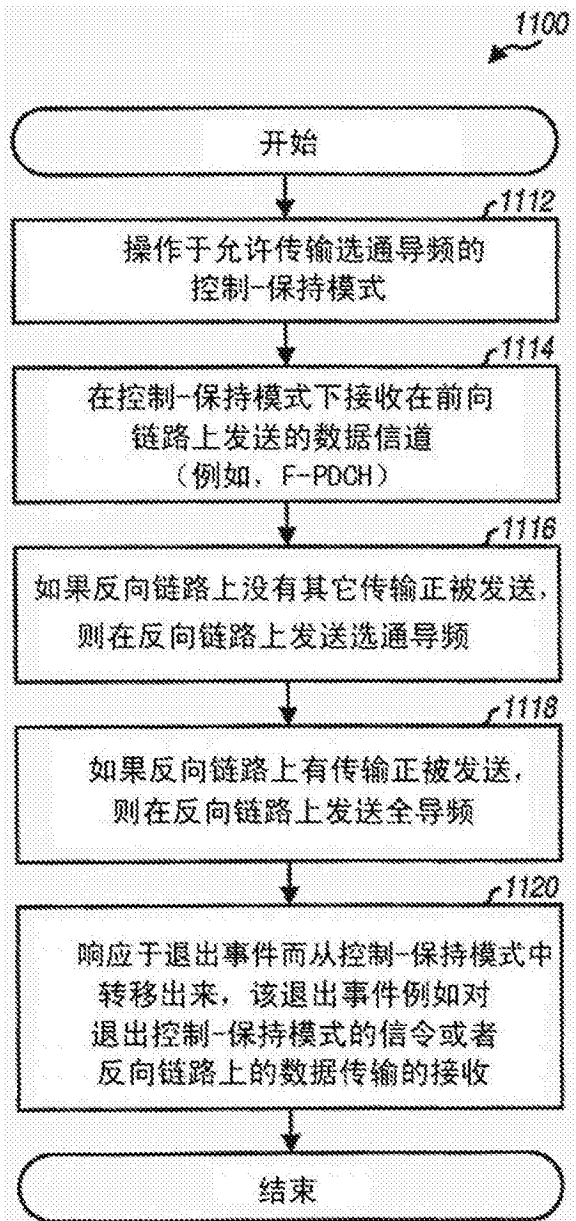 1100
开始
1112
操作于允许传输选通导频的
控制-保持模式
1114
在控制-保持模式下接收在前向
链路上发送的数据信道
（例如，F-PDCH）
1116
如果反向链路上没有其它传输正被发送，
则在反向链路上发送选通导频
1118
如果反向链路上有传输正被发送，
则在反向链路上发送全导频
1120
响应于退出事件而从控制-保持模式中
转移出来，该退出事件例如对
退出控制-保持模式的信令或者
反向链路上的数据传输的接收
结束